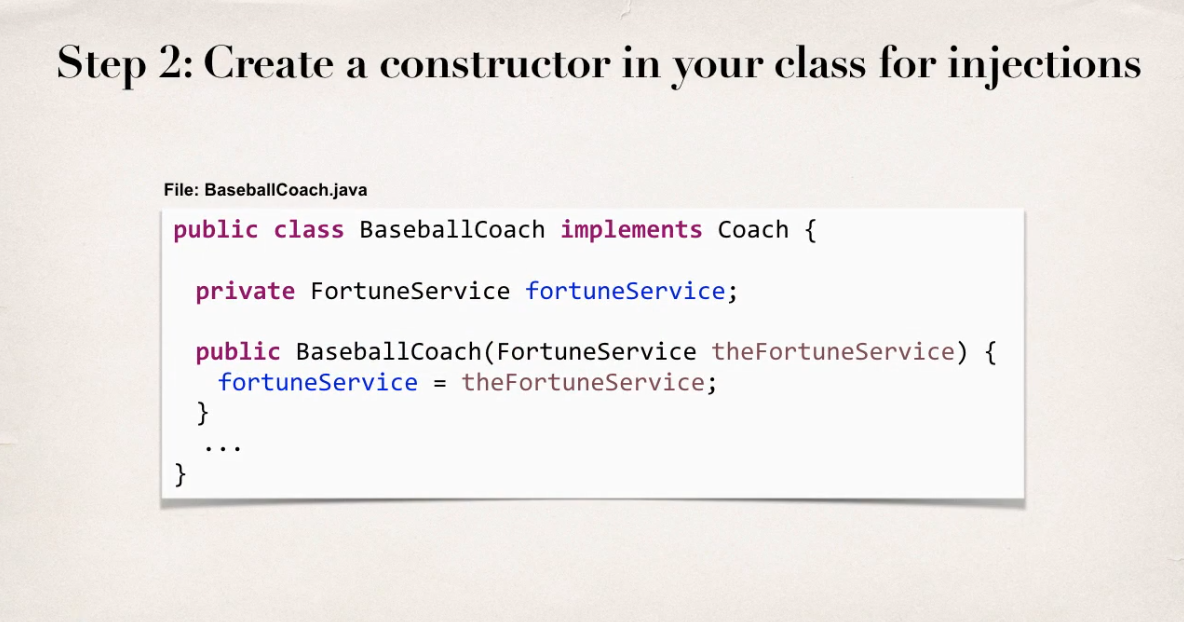 Step 2: Create a constructor in your class for injections
File: BaseballCoach.java
public class BaseballCoach implements Coach {
private FortuneService fortuneService;
public BaseballCoach(FortuneService theFortuneService) {
fortuneService = theFortuneService;
}
...
}